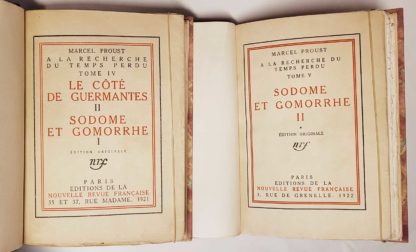 MARCEL PROUST
A LA RECHERCHE
DU TEMPS PERDU
TOME IV
LE CÔTÉ
DE GUERMANTES
II
SODOME
ET GOMORRHE
I
ÉDITION ORIGINALE
nrf
PARIS
ÉDITIONS DE LA
NOUVELLE REVUE FRANÇAISE
35 ET 37, RUE MADAME. 1921
MARCEL PROUST
A LA RECHERCHE DU
TEMPS PERDU
TOME V
SODOME
ET GOMORRHE
II
*
ÉDITION ORIGINALE
nrf
PARIS
ÉDITIONS DE LA
NOUVELLE REVUE FRANÇAISE
3, RUE DE GRENELLE. 1922